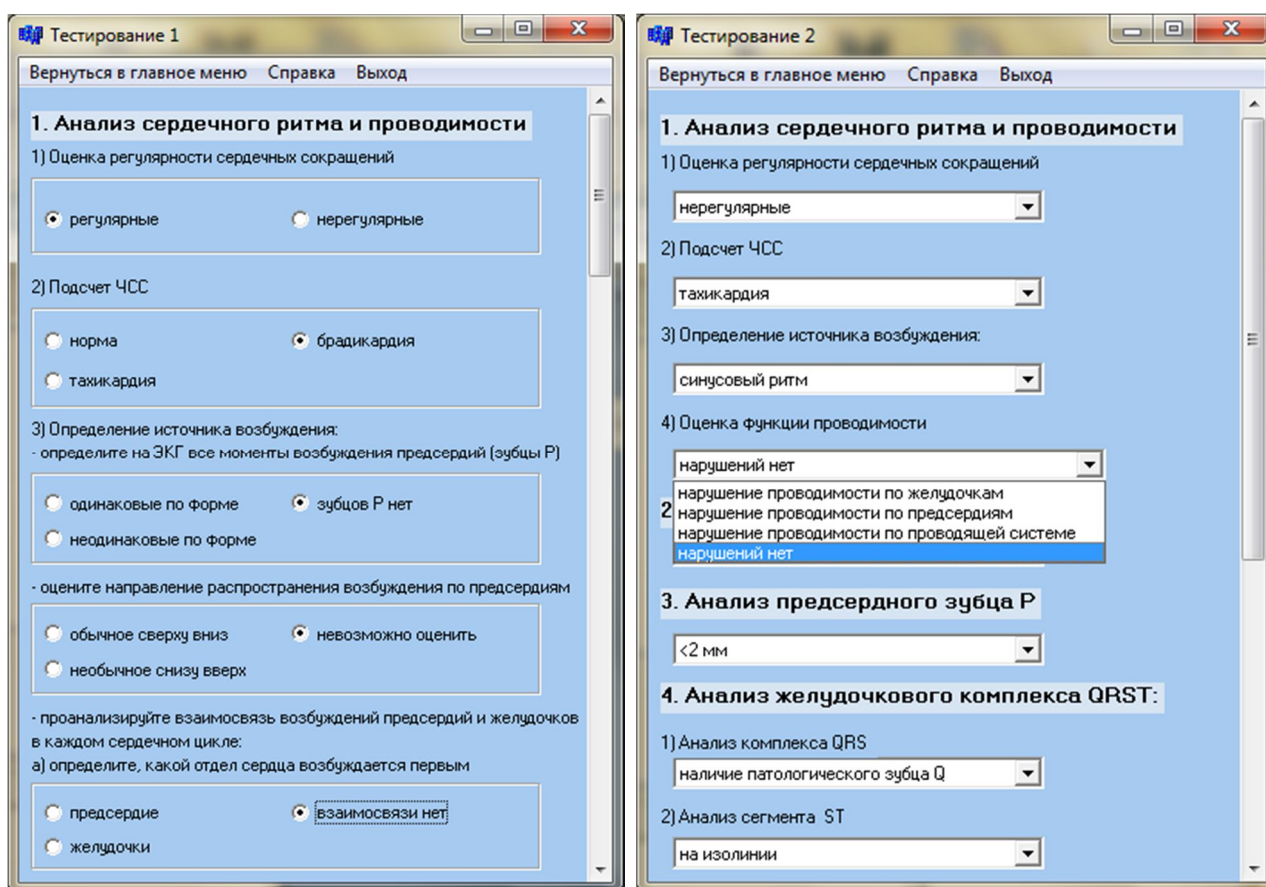 Тестирование 1
Вернуться в главное меню Справка Выход
1. Анализ сердечного ритма и проводимости
1) Оценка регулярности сердечных сокращений
регулярные нерегулярные
2) Подсчет ЧСС
норма брадикардия
тахикардия
3) Определение источника возбуждения:
- определите на ЭКГ все моменты возбуждения предсердий (зубцы Р)
одинаковые по форме зубцов Р нет
неодинаковые по форме
- оцените направление распространения возбуждения по предсердиям
обычное сверху вниз невозможно оценить
необычное снизу вверх
- проанализируйте взаимосвязь возбуждений предсердий и желудочков
в каждом сердечном цикле:
а) определите, какой отдел сердца возбуждается первым
предсердие взаимосвязи нет
желудочки
Тестирование 2
Вернуться в главное меню Справка Выход
1. Анализ сердечного ритма и проводимости
1) Оценка регулярности сердечных сокращений
нерегулярные
2) Подсчет ЧСС
тахикардия
3) Определение источника возбуждения:
синусовый ритм
4) Оценка функции проводимости
нарушений нет
нарушение проводимости по желудочкам
2
нарушение проводимости по предсердиям
нарушение проводимости по проводящей системе
нарушений нет
3. Анализ предсердного зубца Р
<2 мм
4. Анализ желудочкового комплекса QRST:
1) Анализ комплекса QRS
наличие патологического зубца Q
2) Анализ сегмента ST
на изолинии